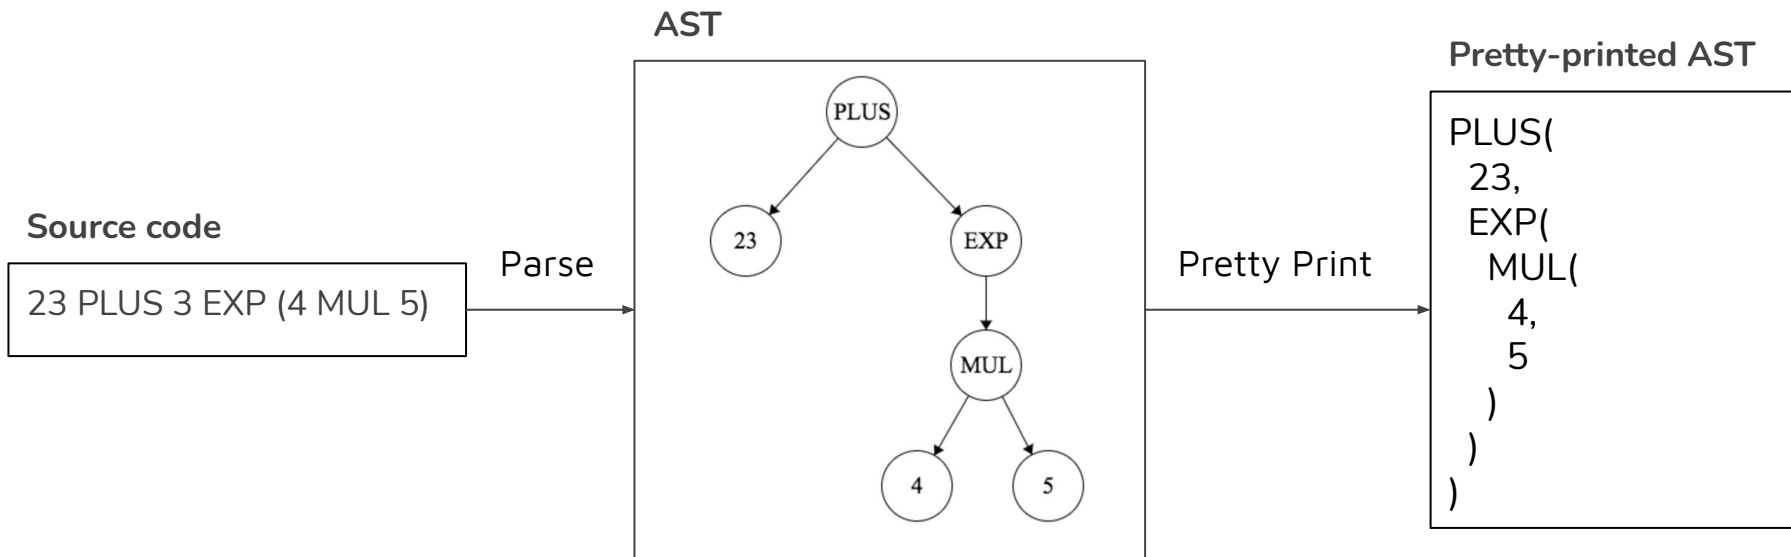 Source code
23 PLUS 3 EXP (4 MUL 5)
Parse
AST
PLUS
23
EXP
MUL
4
5
Pretty Print
Pretty-printed AST
PLUS(
23,
EXP(
MUL(
4,
5
)
)
)